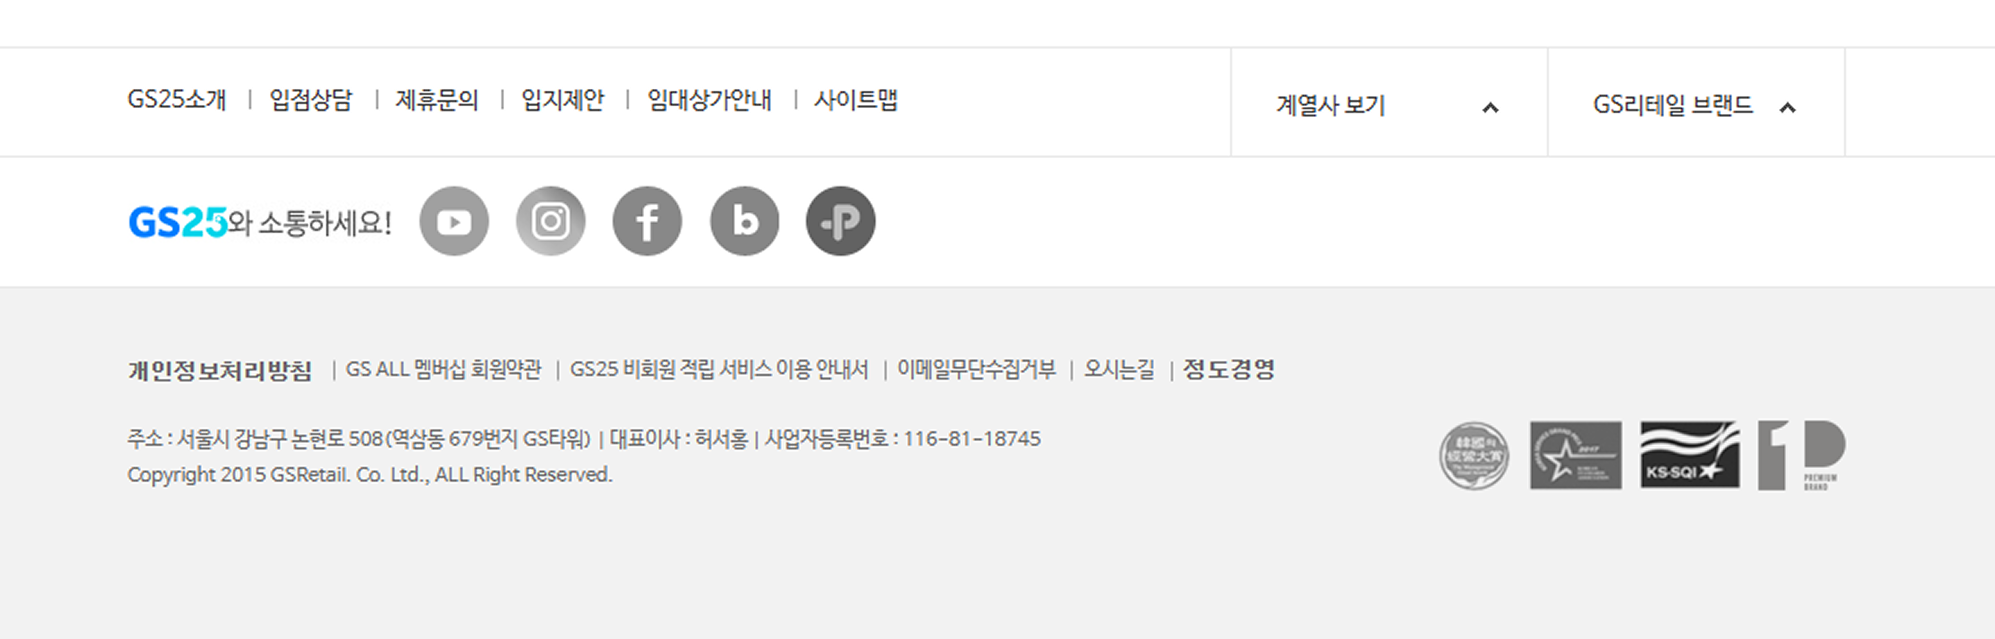 GS25소개 | 입점상담 | 제휴문의 | 입지제안 | 임대상가안내 | 사이트맵
계열사 보기
GS리테일 브랜드
GS25와 소통하세요!
개인정보처리방침 | GS ALL 멤버십 회원약관 | GS25 비회원 적립 서비스 이용 안내서 | 이메일무단수집거부 | 오시는길 | 정도경영
주소 : 서울시 강남구 논현로 508(역삼동 679번지 GS타워) | 대표이사 : 허서홍 | 사업자등록번호 : 116-81-18745
Copyright 2015 GSRetail. Co. Ltd., ALL Right Reserved.
韓國의
經營大賞
2017
KS-SQI
PREMIUM
BRAND